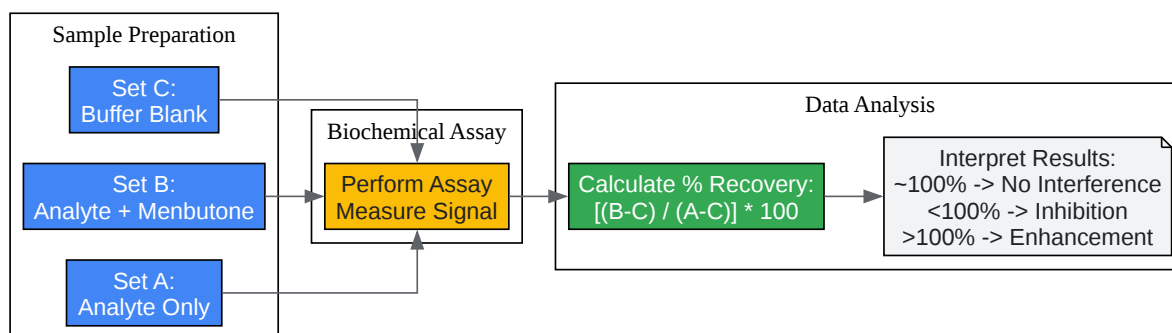 Sample Preparation
Set C:
Buffer Blank
Set B:
Analyte + Menbutone
Set A:
Analyte Only
Biochemical Assay
Perform Assay
Measure Signal
Data Analysis
Calculate % Recovery:
[(B-C) / (A-C)] * 100
Interpret Results:
~100% -> No Interference
<100% -> Inhibition
>100% -> Enhancement